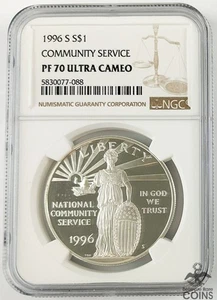 1996 S S$1
COMMUNITY SERVICE
PF 70 ULTRA CAMEO
5830077-088
NUMISMATIC GUARANTY CORPORATION
NGC
LIBERTY
NATIONAL
COMMUNITY
SERVICE
1996
IN GOD
WE
TRUST
S
COINS